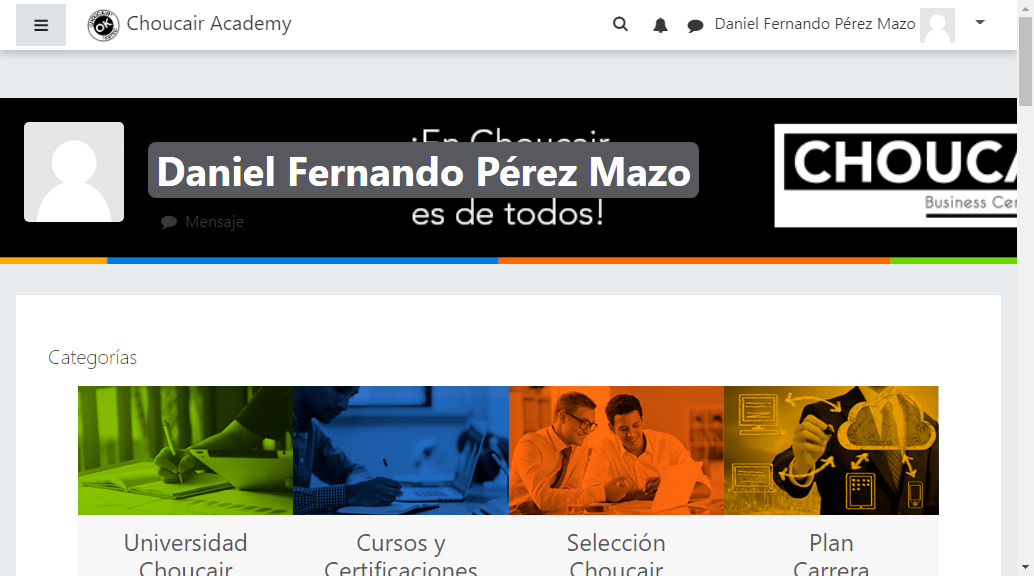 Choucair Academy
Daniel Fernando Pérez Mazo
¡En Choucair
Daniel Fernando Pérez Mazo
es de todos!
Mensaje
Business Cen
Categorías
Universidad
Choucair
Cursos y
Certificaciones
Selección
Choucair
Plan
Carrera